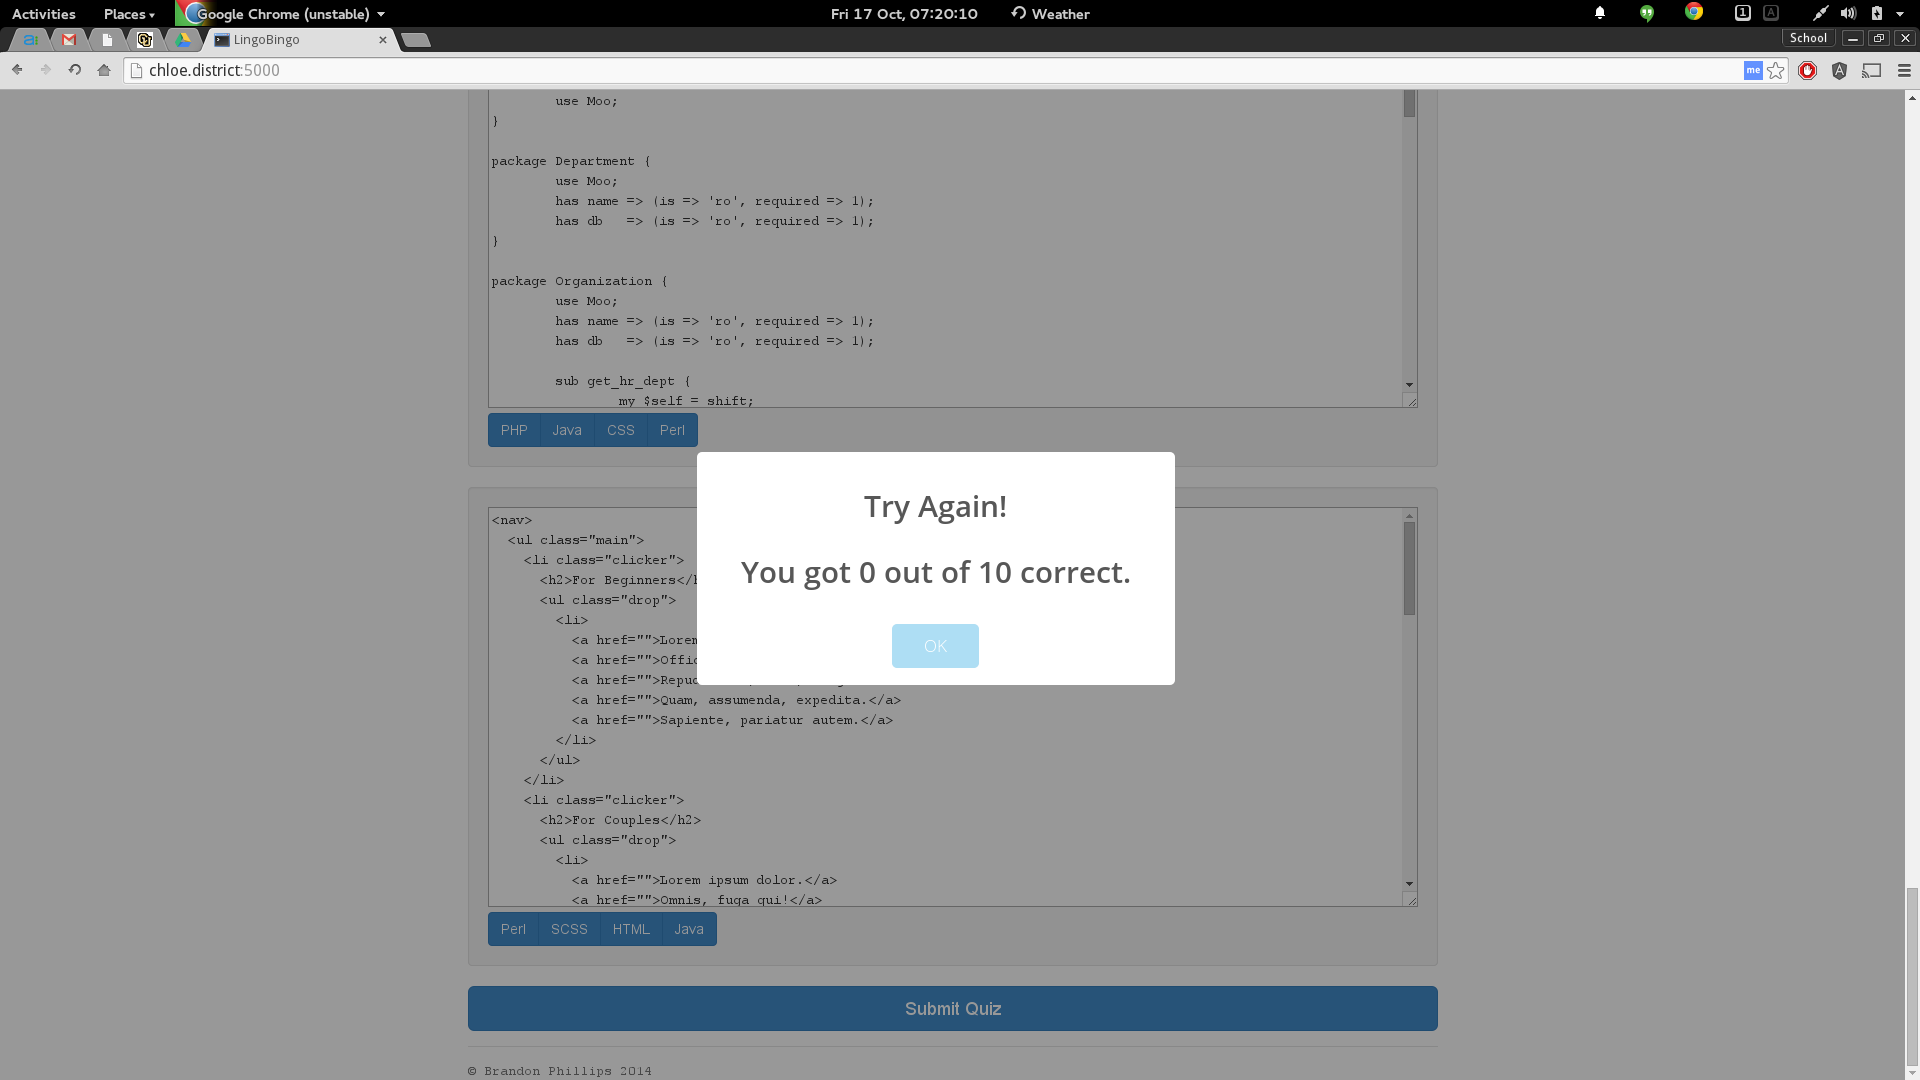 Activities Places Google Chrome (unstable) Fri 17 Oct, 07:20:10 Weather 1 A
LingoBingo School
chloe.district:5000 me
        use Moo;
}
package Department {
        use Moo;
        has name => (is => 'ro', required => 1);
        has db   => (is => 'ro', required => 1);
}
package Organization {
        use Moo;
        has name => (is => 'ro', required => 1);
        has db   => (is => 'ro', required => 1);
        sub get_hr_dept {
                my $self = shift;
PHP Java CSS Perl
Try Again!
You got 0 out of 10 correct.
OK
<nav>
  <ul class="main">
    <li class="clicker">
      <h2>For Beginners</h
      <ul class="drop">
        <li>
          <a href="">Lorem
          <a href="">Offic
          <a href="">Repud
          <a href="">Quam, assumenda, expedita.</a>
          <a href="">Sapiente, pariatur autem.</a>
        </li>
      </ul>
    </li>
    <li class="clicker">
      <h2>For Couples</h2>
      <ul class="drop">
        <li>
          <a href="">Lorem ipsum dolor.</a>
          <a href="">Omnis, fuga qui!</a>
Perl SCSS HTML Java
Submit Quiz
© Brandon Phillips 2014